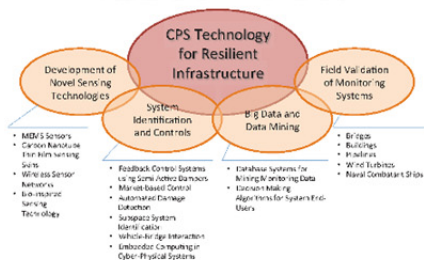 CPS Technology
for Resilient
Infrastructure
Development of
Novel Sensing
Technologies
System
Identification
and Controls
Big Data and
Data Mining
Field Validation
of Monitoring
Systems
• MEMS Sensors
• Carbon Nanotube
Thin Film Sensing
Skins
• Wireless Sensor
Networks
• Bio-inspired
Sensing
Technology
• Feedback Control Systems
using Semi Active Dampers
• Market-Based Control
• Automated Damage
Detection
• Subspace System
Identification
• Vehicle-Bridge Interaction
• Embedded Computing in
Cyber-Physical Systems
• Database Systems for
Mining Monitoring Data
• Decision Making
Algorithms for System End-
Users
• Bridges
• Buildings
• Pipelines
• Wind Turbines
• Naval Combatant Ships